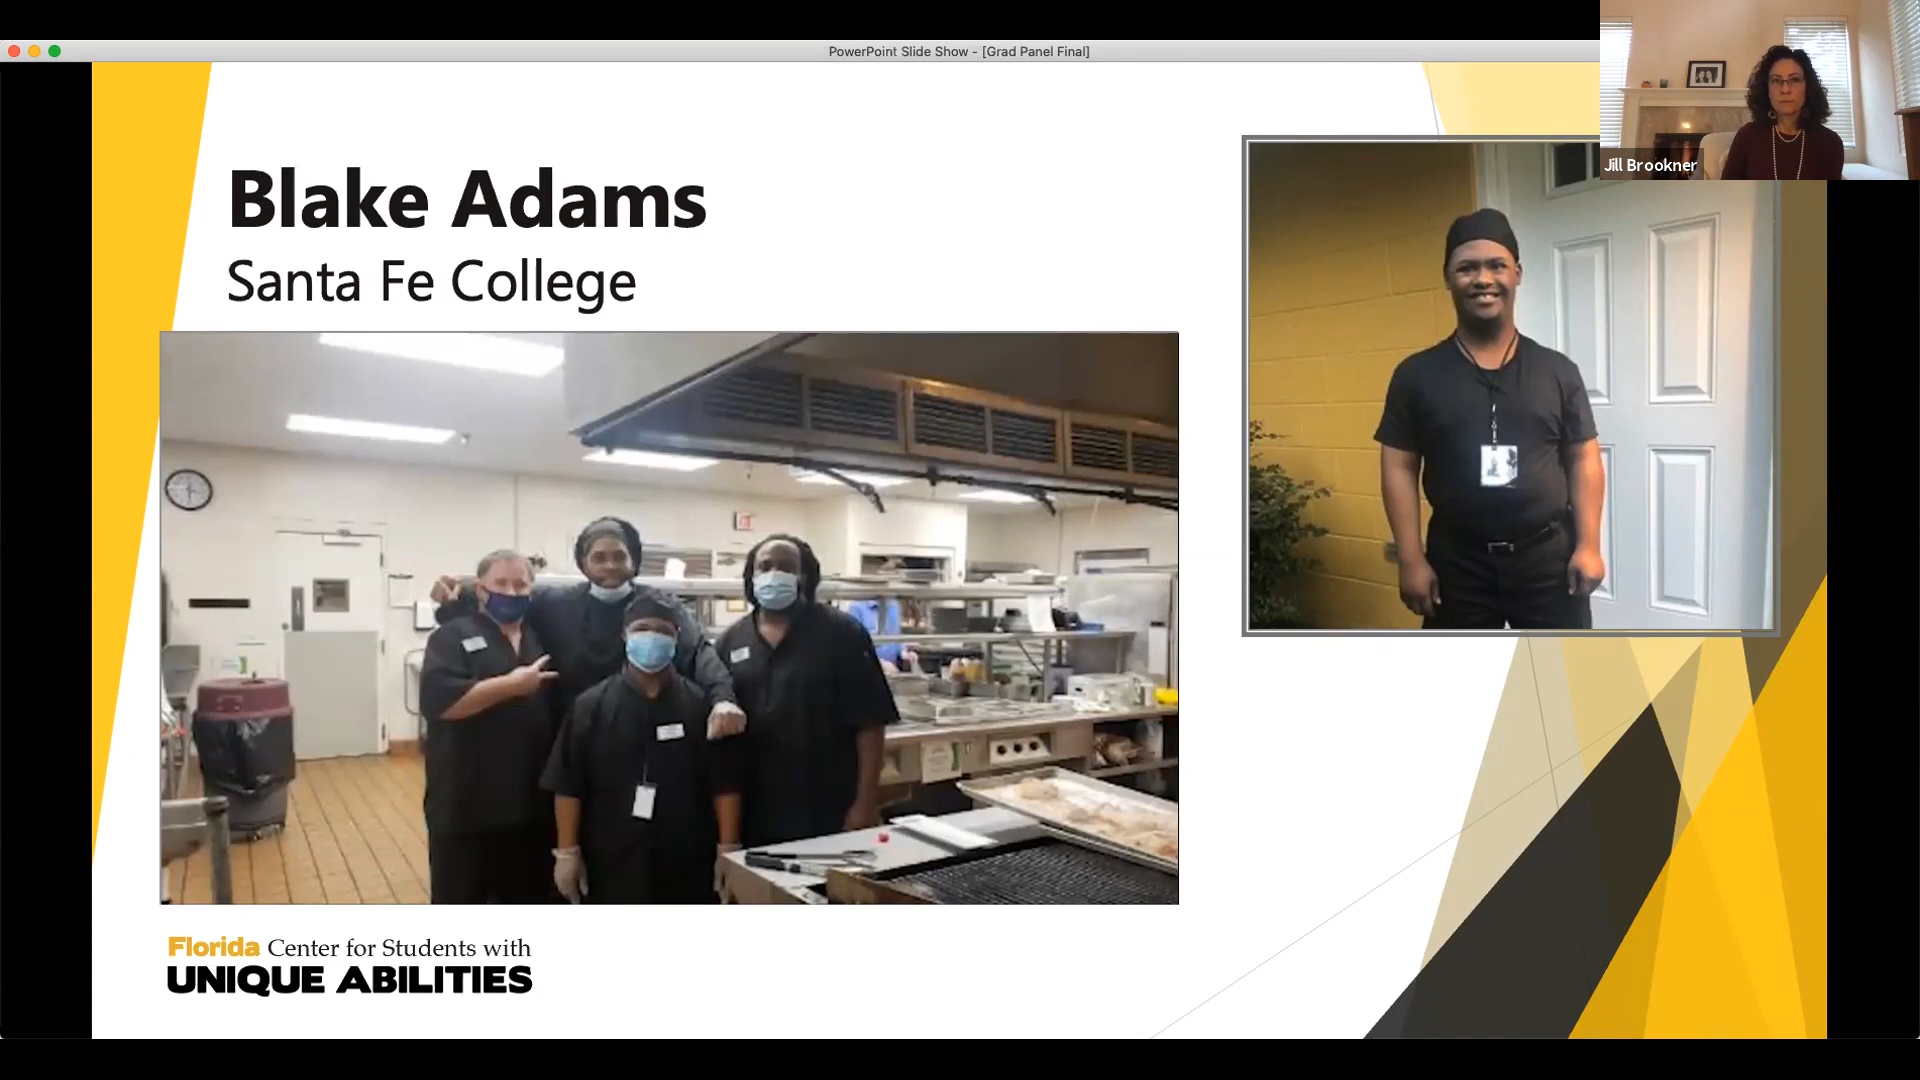 PowerPoint Slide Show - [Grad Panel Final]
Jill Brookner
Blake Adams
Santa Fe College
Florida Center for Students with
UNIQUE ABILITIES